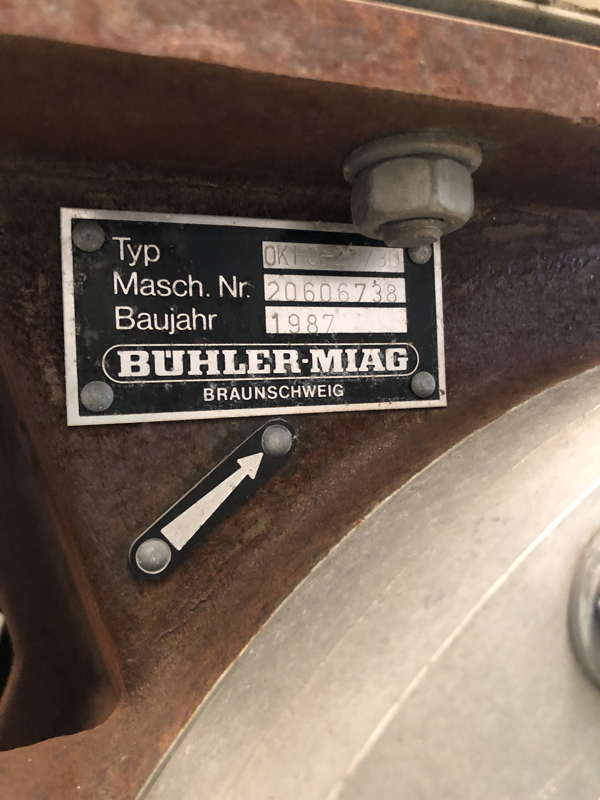 Typ
Masch. Nr. 20606738
Baujahr 1987
BÜHLER-MIAG
BRAUNSCHWEIG